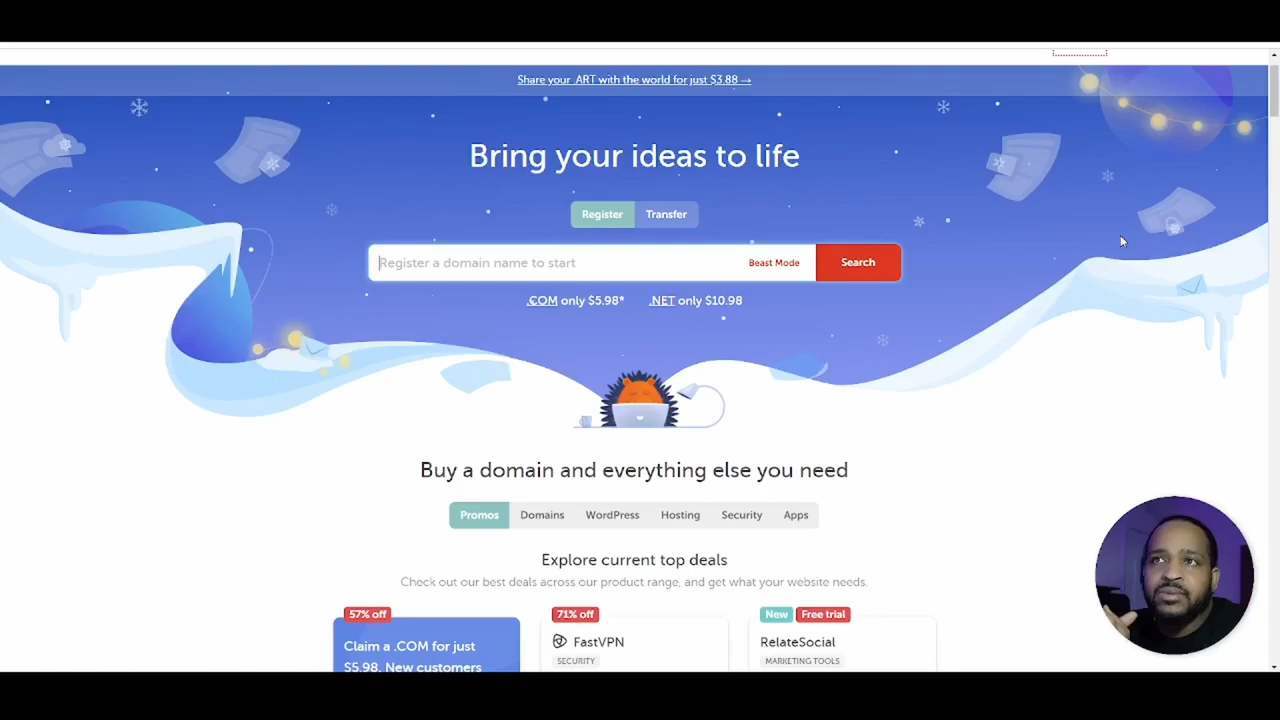 Share your .ART with the world for just $3.88 →
Bring your ideas to life
Register Transfer
Register a domain name to start Beast Mode Search
.COM only $5.98* .NET only $10.98
Buy a domain and everything else you need
Promos Domains WordPress Hosting Security Apps
Explore current top deals
Check out our best deals across our product range, and get what your website needs.
57% off 71% off New Free trial
Claim a .COM for just
$5.98. New customers
FastVPN
SECURITY
RelateSocial
MARKETING TOOLS